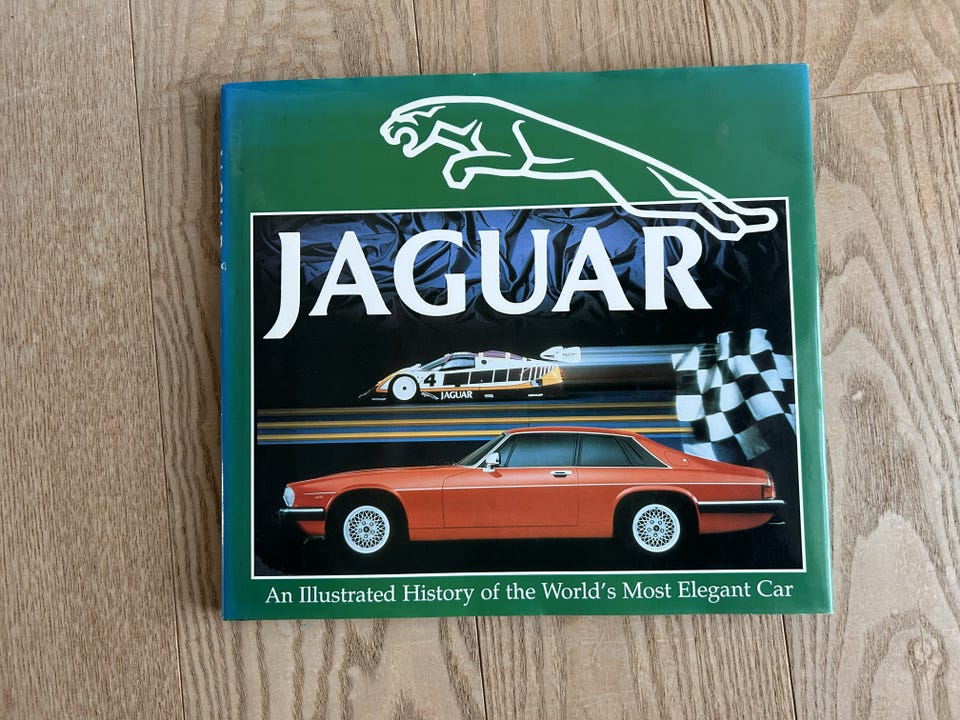 JAGUAR
4
JAGUAR
An Illustrated History of the World's Most Elegant Car